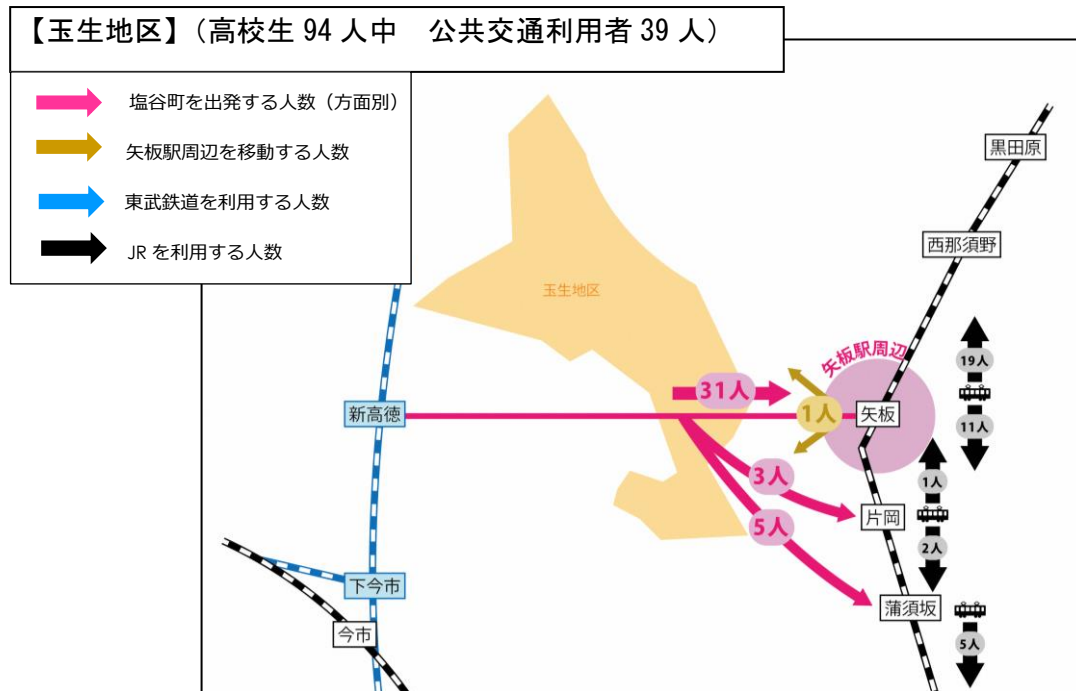 【玉生地区】(高校生 94 人中　公共交通利用者 39 人)
塩谷町を出発する人数（方面別）
矢板駅周辺を移動する人数
東武鉄道を利用する人数
JR を利用する人数
黒田原
西那須野
玉生地区
矢板駅周辺
19人
31人
新高徳
1人
矢板
11人
3人
1人
片岡
5人
2人
下今市
蒲須坂
今市
5人